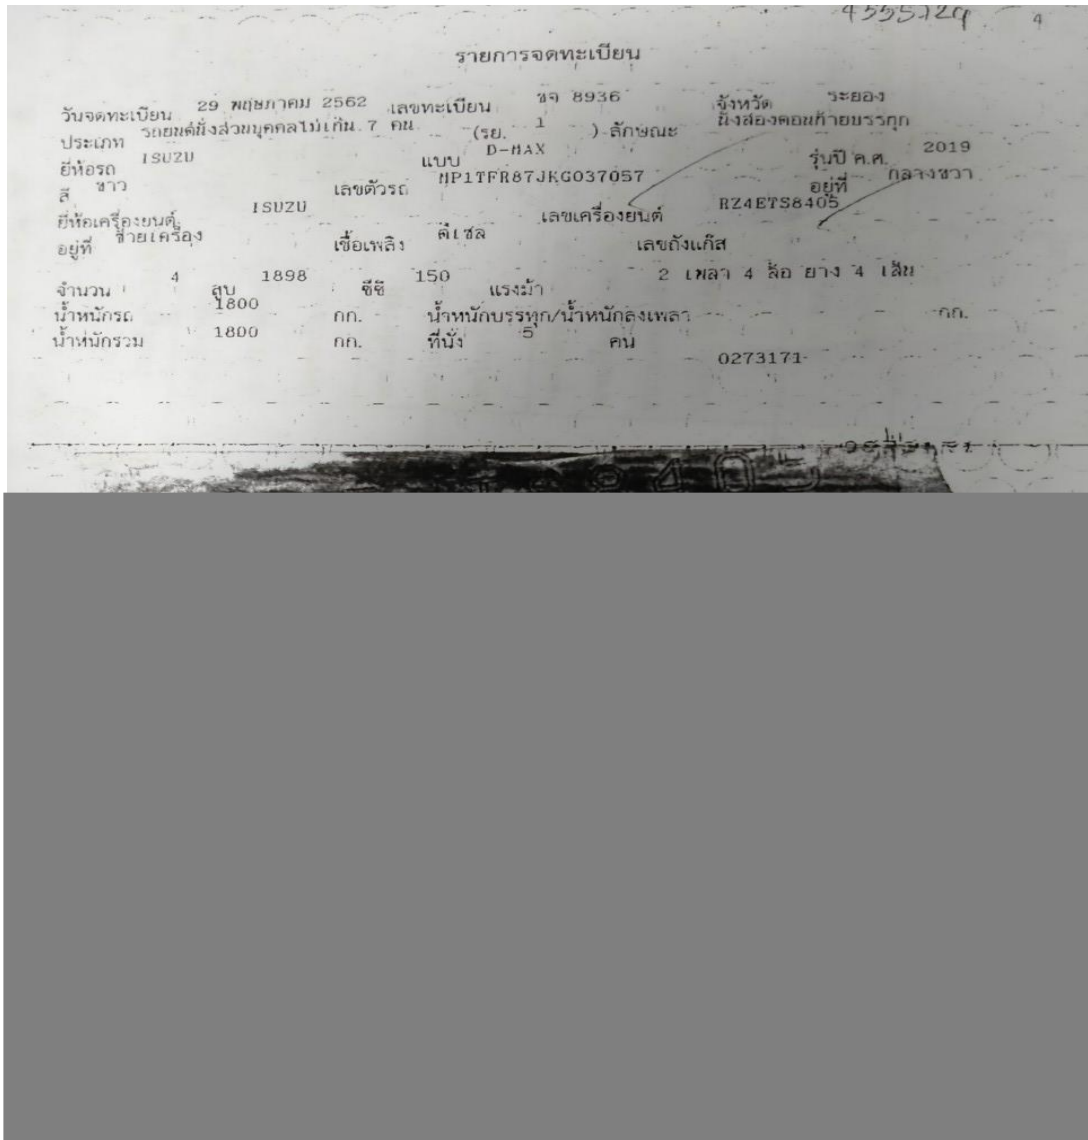 4
รายการจดทะเบียน
วันจดทะเบียน 29 พฤษภาคม 2562 เลขทะเบียน 8936 จังหวัด ระยอง
ประเภท รถยนต์นั่งส่วนบุคคลไม่เกิน 7 คน (รย. 1 ) ลักษณะ นั่งสองตอนท้ายบรรทุก
ยี่ห้อรถ ISUZU แบบ D-MAX รุ่นปี ค.ศ. 2019
สี ขาว เลขตัวรถ MP1TFR87JKG037057 อยู่ที่ กลางขวา
ยี่ห้อเครื่องยนต์ ISUZU เลขเครื่องยนต์ RZ4ETS8405
อยู่ที่ ซ้ายเครื่อง เชื้อเพลิง ดีเซล เลขถังแก๊ส
จำนวน 4 สูบ 1898 ซีซี 150 แรงม้า 2 เพลา 4 ล้อ ยาง 4 เส้น
น้ำหนักรถ 1800 กก. น้ำหนักบรรทุก/น้ำหนักลงเพลา กก.
น้ำหนักรวม 1800 กก. ที่นั่ง 5 คน
0273171